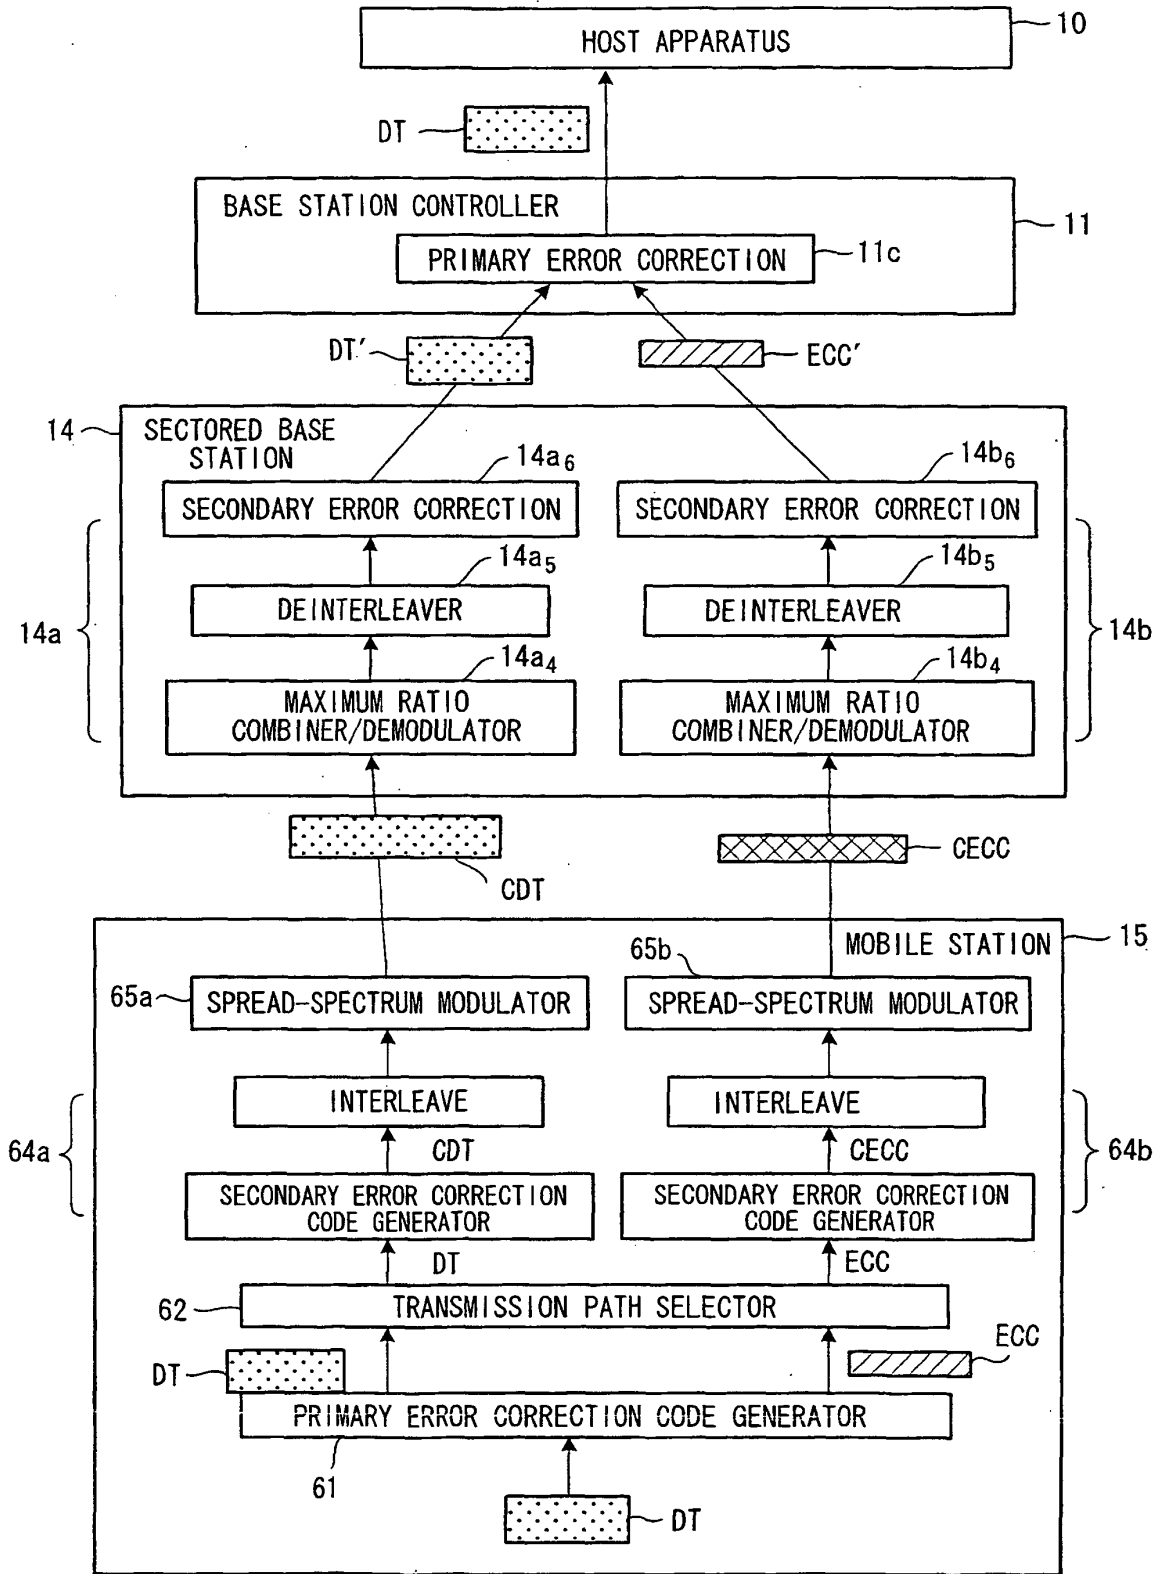 HOST APPARATUS
10
DT
BASE STATION CONTROLLER
11
PRIMARY ERROR CORRECTION
11c
DT′
ECC′
14
SECTORED BASE
STATION
14a6
14b6
SECONDARY ERROR CORRECTION
SECONDARY ERROR CORRECTION
14a5
14b5
DEINTERLEAVER
DEINTERLEAVER
14a
14b
14a4
14b4
MAXIMUM RATIO
COMBINER/DEMODULATOR
MAXIMUM RATIO
COMBINER/DEMODULATOR
CDT
CECC
MOBILE STATION
15
65a
65b
SPREAD-SPECTRUM MODULATOR
SPREAD-SPECTRUM MODULATOR
INTERLEAVE
INTERLEAVE
64a
CDT
CECC
64b
SECONDARY ERROR CORRECTION
CODE GENERATOR
SECONDARY ERROR CORRECTION
CODE GENERATOR
DT
ECC
62
TRANSMISSION PATH SELECTOR
DT
ECC
PRIMARY ERROR CORRECTION CODE GENERATOR
61
DT